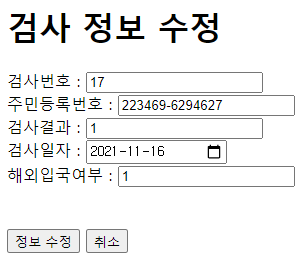 검사 정보 수정
검사번호 : 17
주민등록번호 : 223469-6294627
검사결과 : 1
검사일자 : 2021-11-16
해외입국여부 : 1
정보 수정 취소